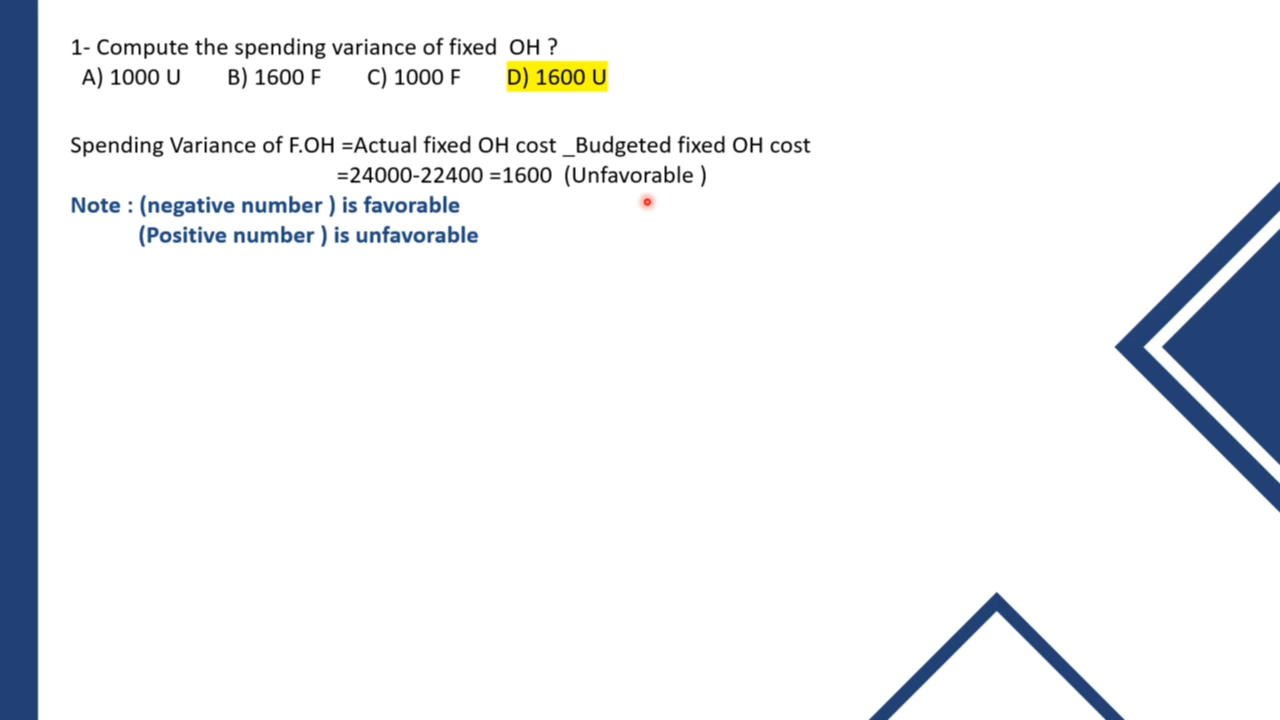 1- Compute the spending variance of fixed  OH ?
A) 1000 U   B) 1600 F   C) 1000 F   D) 1600 U
Spending Variance of F.OH =Actual fixed OH cost _Budgeted fixed OH cost
=24000-22400 =1600  (Unfavorable )
Note : (negative number ) is favorable
(Positive number ) is unfavorable